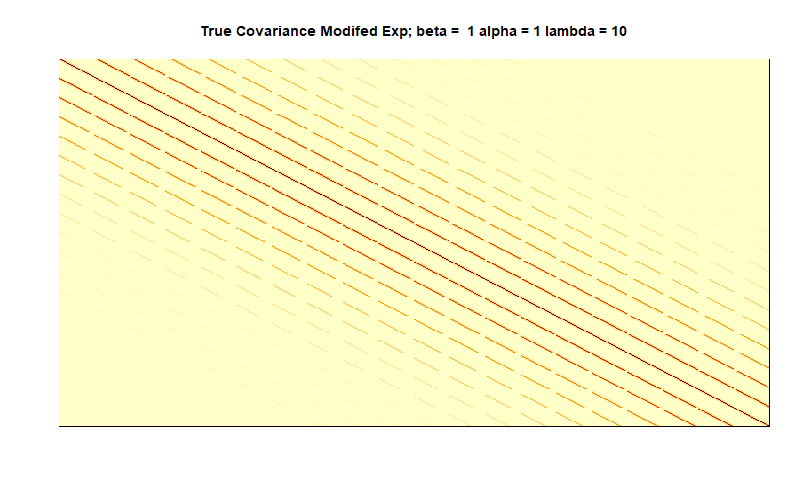 True Covariance Modifed Exp; beta =  1 alpha = 1 lambda = 10